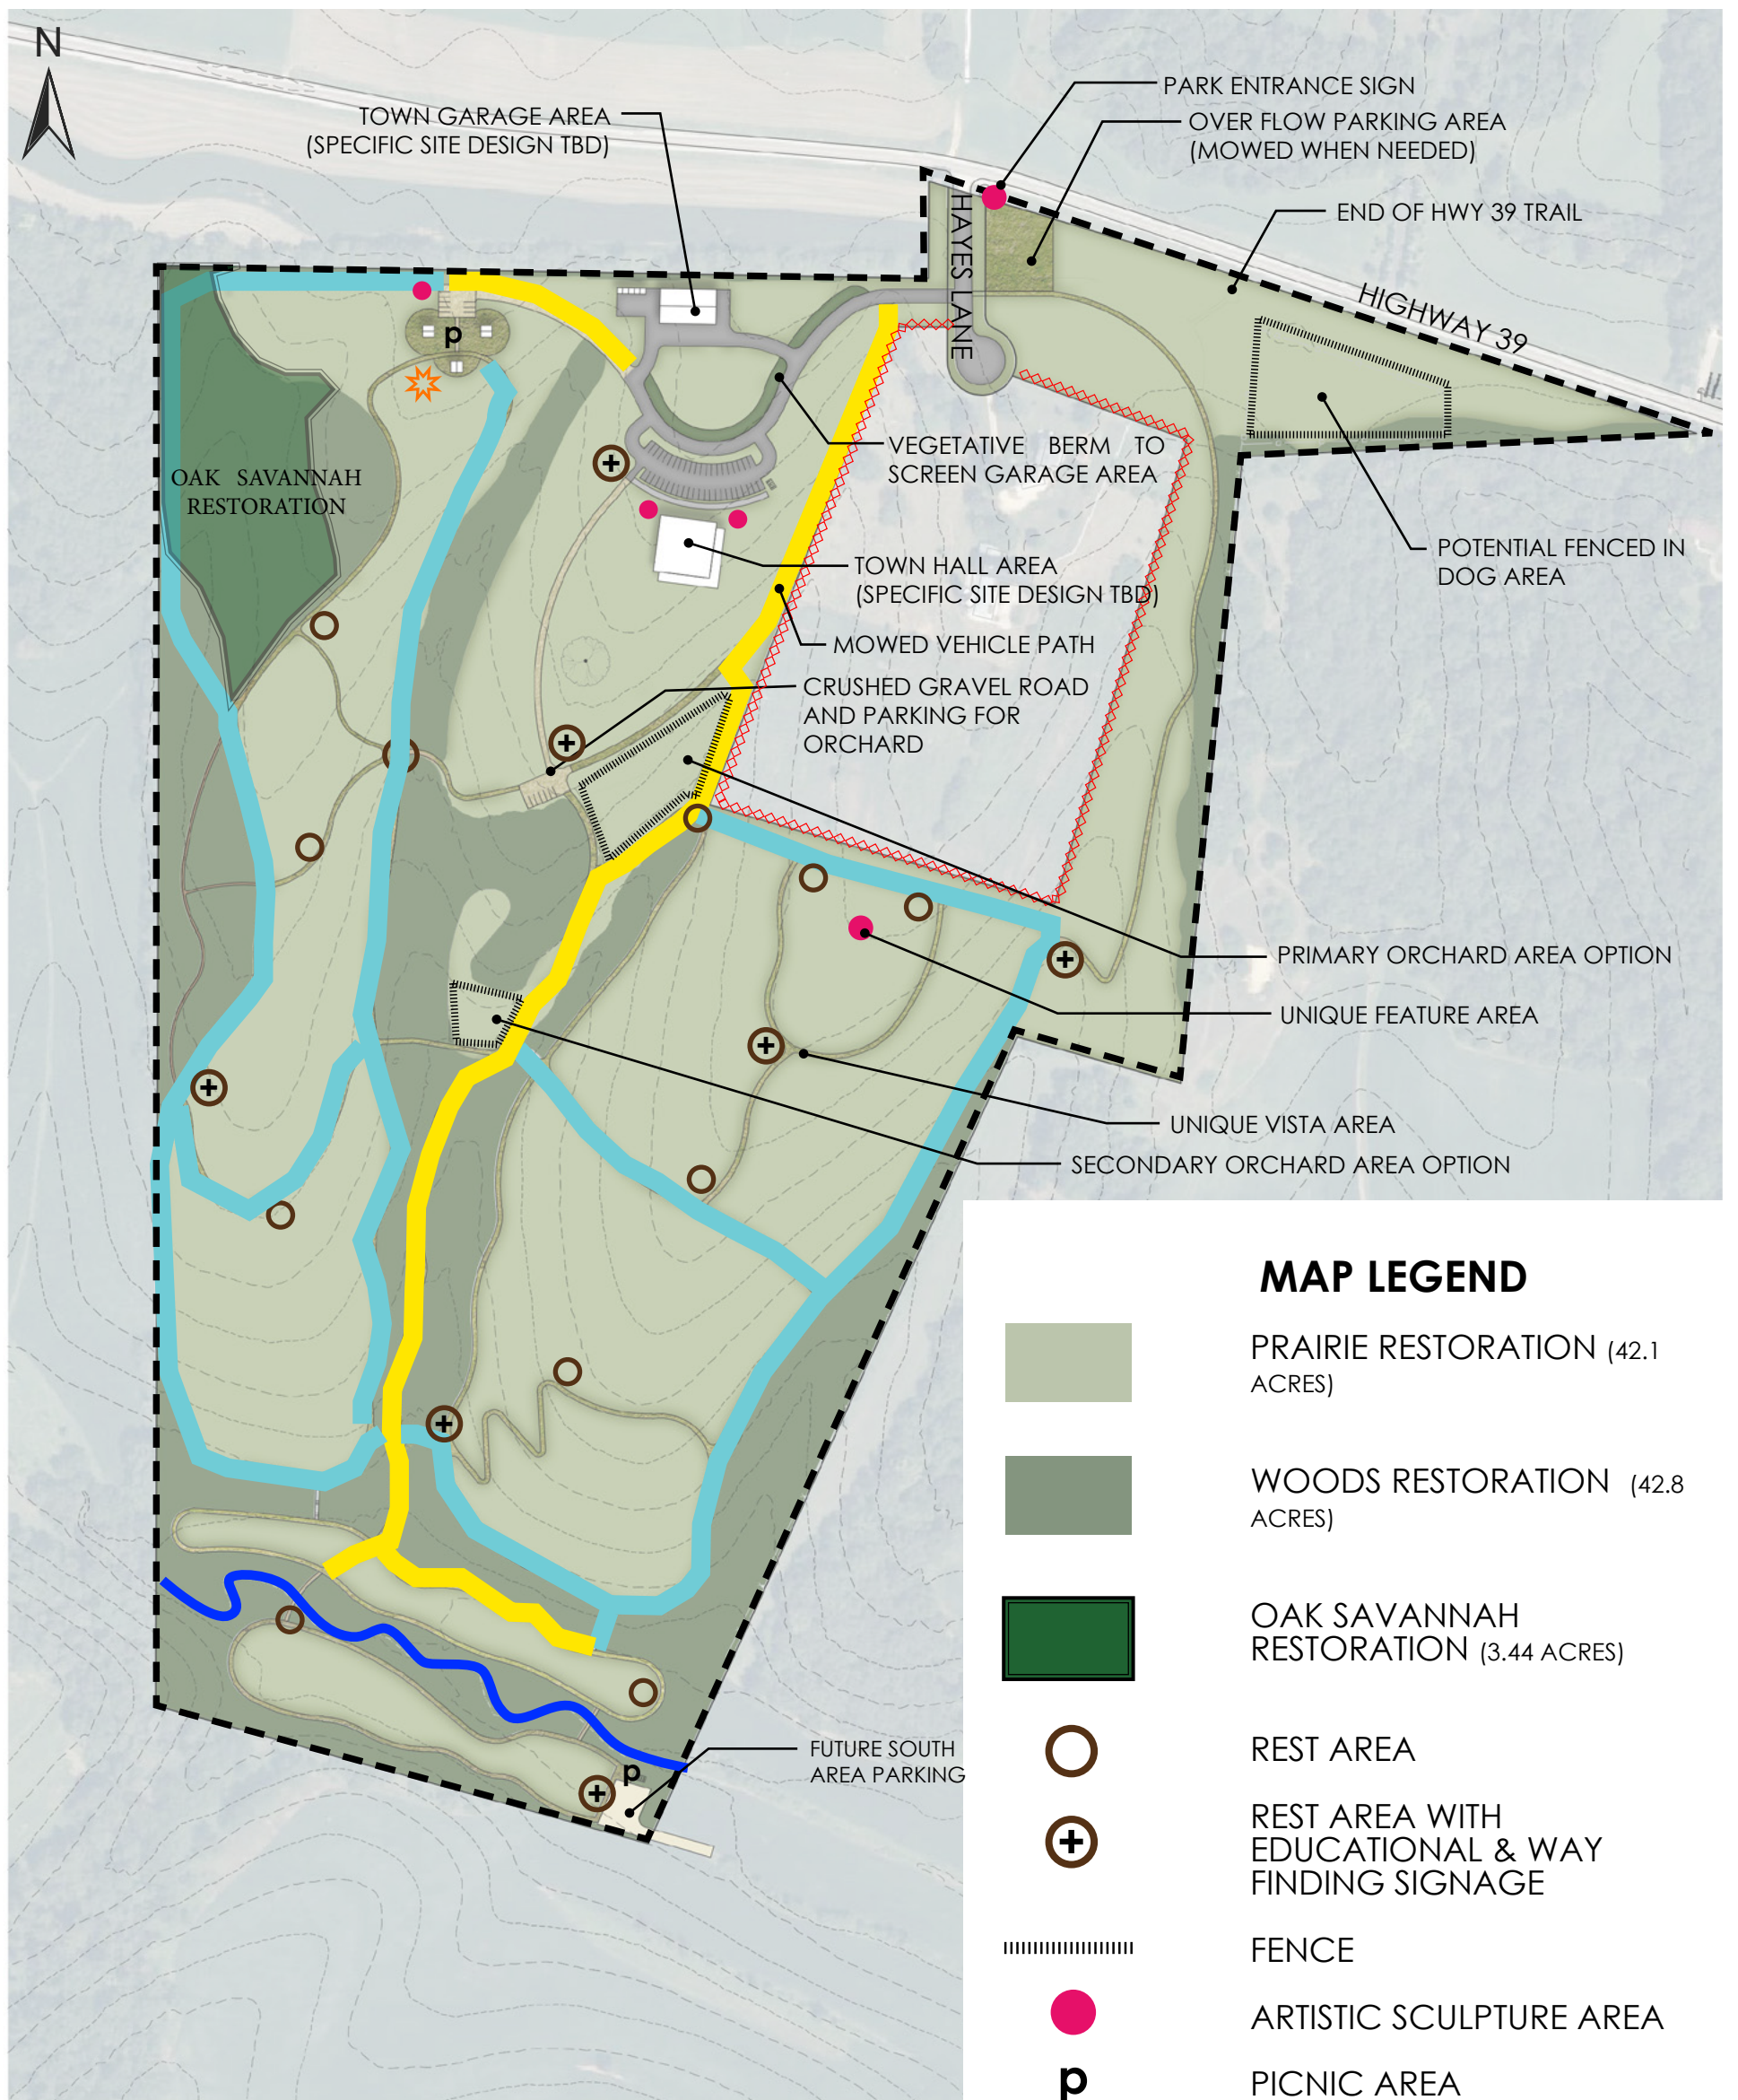 N
PARK ENTRANCE SIGN
TOWN GARAGE AREA
(SPECIFIC SITE DESIGN TBD)
OVER FLOW PARKING AREA
(MOWED WHEN NEEDED)
END OF HWY 39 TRAIL
HAYES LANE
HIGHWAY 39
p
VEGETATIVE BERM TO
SCREEN GARAGE AREA
OAK SAVANNAH
RESTORATION
POTENTIAL FENCED IN
DOG AREA
TOWN HALL AREA
(SPECIFIC SITE DESIGN TBD)
MOWED VEHICLE PATH
CRUSHED GRAVEL ROAD
AND PARKING FOR
ORCHARD
PRIMARY ORCHARD AREA OPTION
UNIQUE FEATURE AREA
UNIQUE VISTA AREA
SECONDARY ORCHARD AREA OPTION
FUTURE SOUTH
AREA PARKING
p
MAP LEGEND
PRAIRIE RESTORATION (42.1
ACRES)
WOODS RESTORATION (42.8
ACRES)
OAK SAVANNAH
RESTORATION (3.44 ACRES)
REST AREA
REST AREA WITH
EDUCATIONAL & WAY
FINDING SIGNAGE
FENCE
ARTISTIC SCULPTURE AREA
p PICNIC AREA